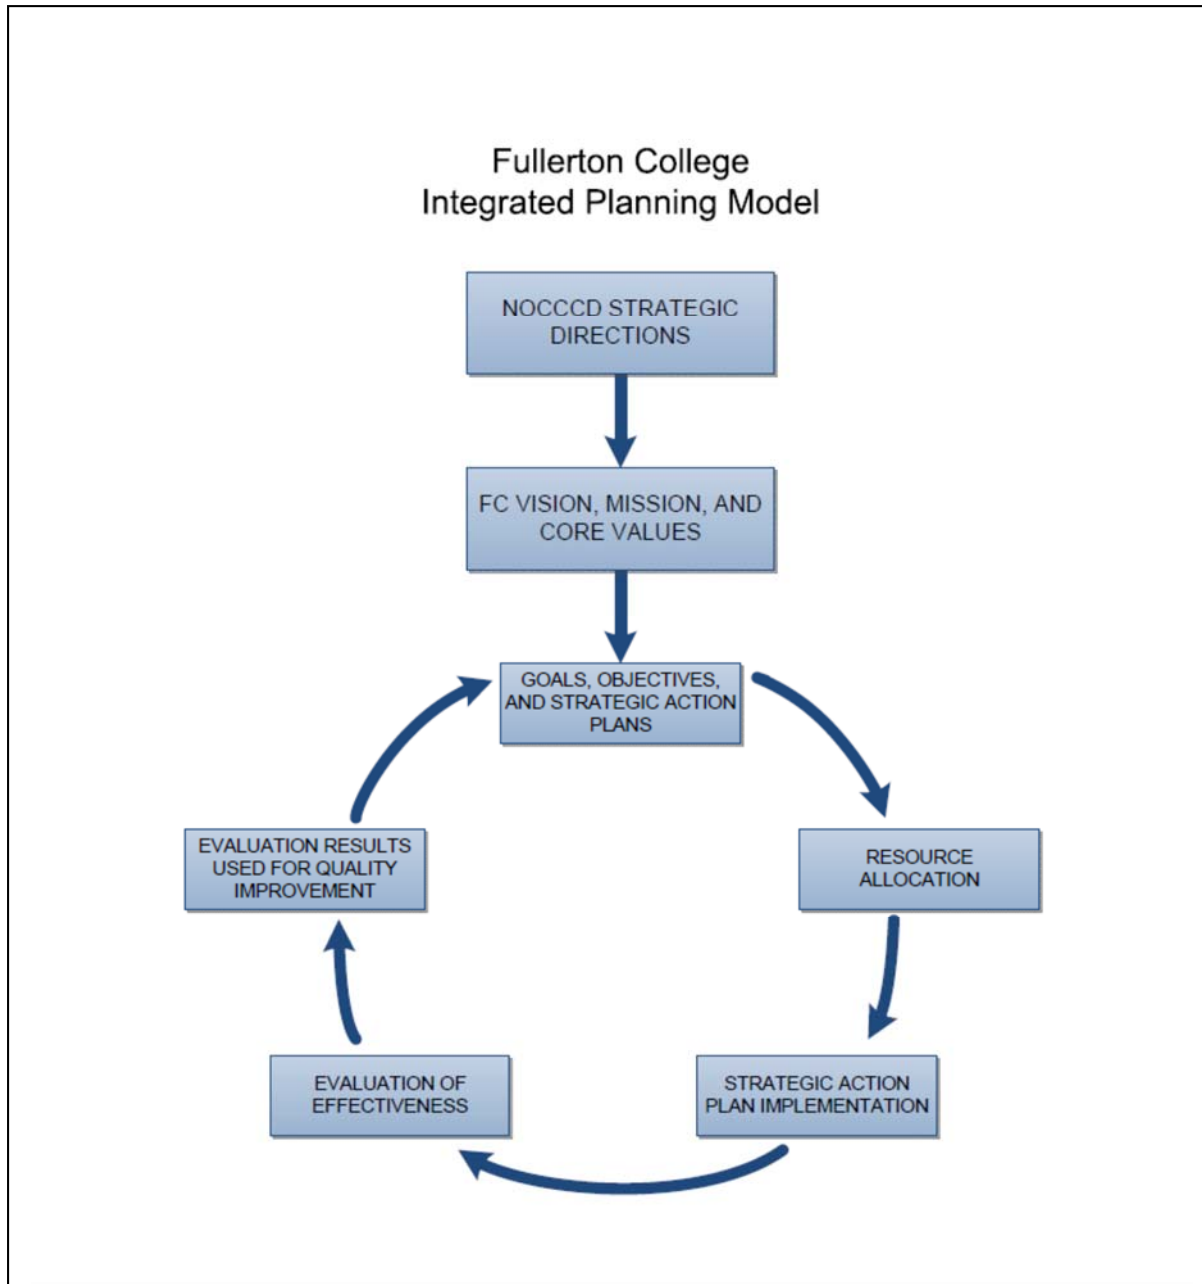 Fullerton College
Integrated Planning Model
NOCCCD STRATEGIC
DIRECTIONS
FC VISION, MISSION, AND
CORE VALUES
GOALS, OBJECTIVES,
AND STRATEGIC ACTION
PLANS
RESOURCE
ALLOCATION
STRATEGIC ACTION
PLAN IMPLEMENTATION
EVALUATION OF
EFFECTIVENESS
EVALUATION RESULTS
USED FOR QUALITY
IMPROVEMENT